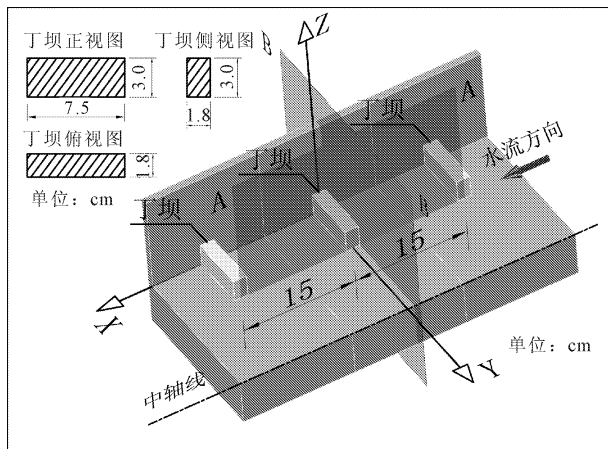 丁坝正视图
丁坝侧视图
3.0
3.0
7.5
1.8
丁坝俯视图
1.8
单位：cm
Z
B
A
丁坝
水流方向
丁坝
A
丁坝
B
15
15
X
Y
单位：cm
中轴线